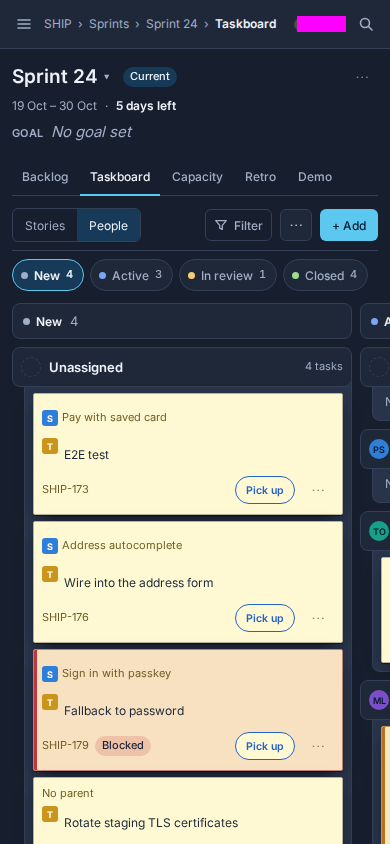 SHIP › Sprints › Sprint 24 › Taskboard
Sprint 24 ▾ Current ···
19 Oct – 30 Oct · 5 days left
GOAL No goal set
Backlog Taskboard Capacity Retro Demo
Stories People Filter ··· + Add
New 4 Active 3 In review 1 Closed 4
New 4
Unassigned 4 tasks
S Pay with saved card
T E2E test
SHIP-173 Pick up ···
S Address autocomplete
T Wire into the address form
SHIP-176 Pick up ···
S Sign in with passkey
T Fallback to password
SHIP-179 Blocked Pick up ···
No parent
T Rotate staging TLS certificates
PS
TO
ML